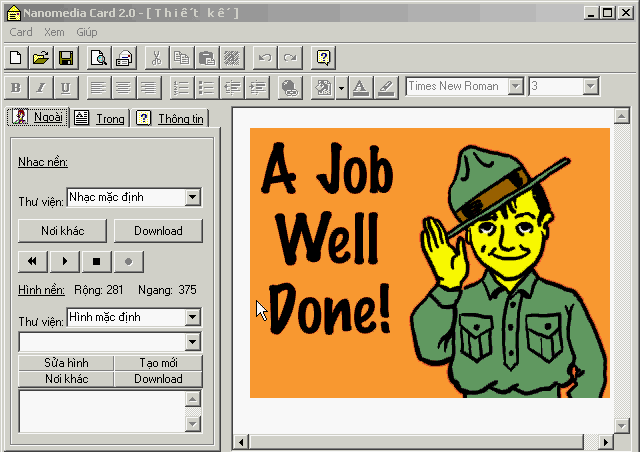 Nanomedia Card 2.0 - [Thiết kế]
Card Xem Giúp
B I U Times New Roman 3
Ngoài Trong Thông tin
Nhạc nền:
Thư viện: Nhạc mặc định
Nơi khác Download
Hình nền: Rộng: 281 Ngang: 375
Thư viện: Hình mặc định
Sửa hình Tạo mới
Nơi khác Download
A Job
Well
Done!